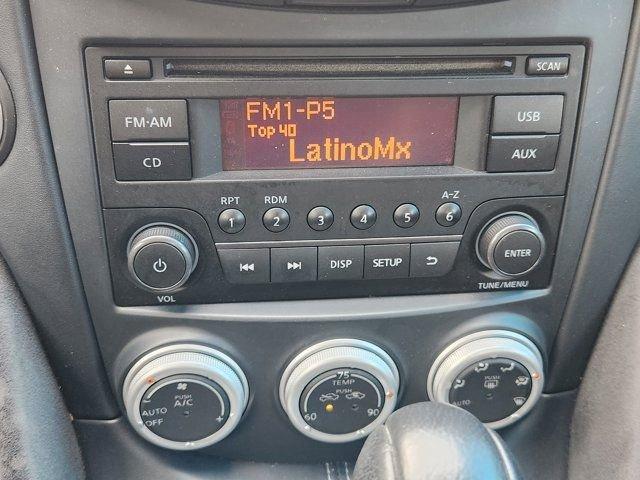 SCAN
FM1-P5
Top 40
LatinoMx
FM·AM
CD
USB
AUX
RPT RDM A-Z
1 2 3 4 5 6
DISP SETUP
ENTER
VOL
TUNE/MENU
PUSH
A/C
AUTO
OFF
75
TEMP
PUSH
60 90
PUSH
AUTO